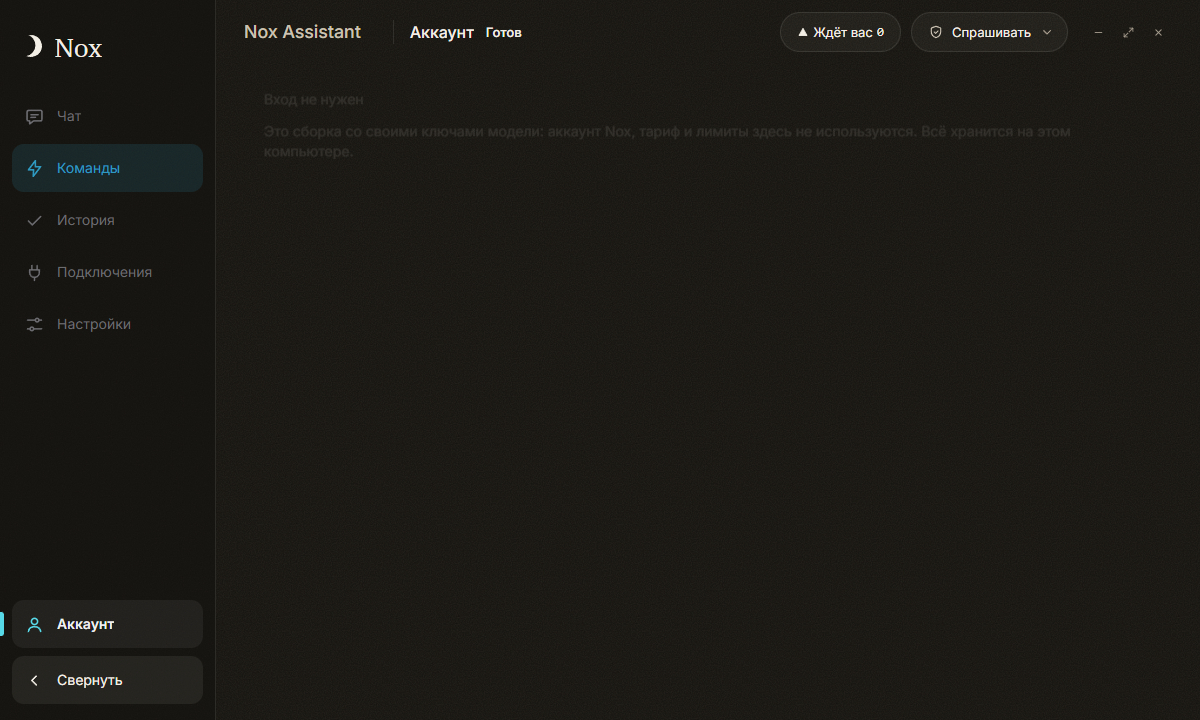 Nox
Nox Assistant
Аккаунт
Готов
Ждёт вас 0
Спрашивать
Чат
Команды
История
Подключения
Настройки
Вход не нужен
Это сборка со своими ключами модели: аккаунт Nox, тариф и лимиты здесь не используются. Всё хранится на этом
компьютере.
Аккаунт
Свернуть